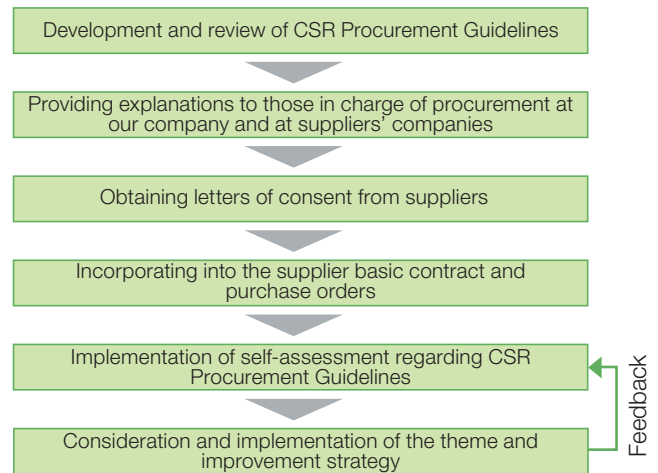 Development and review of CSR Procurement Guidelines
Providing explanations to those in charge of procurement at
our company and at suppliers’ companies
Obtaining letters of consent from suppliers
Incorporating into the supplier basic contract and
purchase orders
Implementation of self-assessment regarding CSR
Procurement Guidelines
Feedback
Consideration and implementation of the theme and
improvement strategy